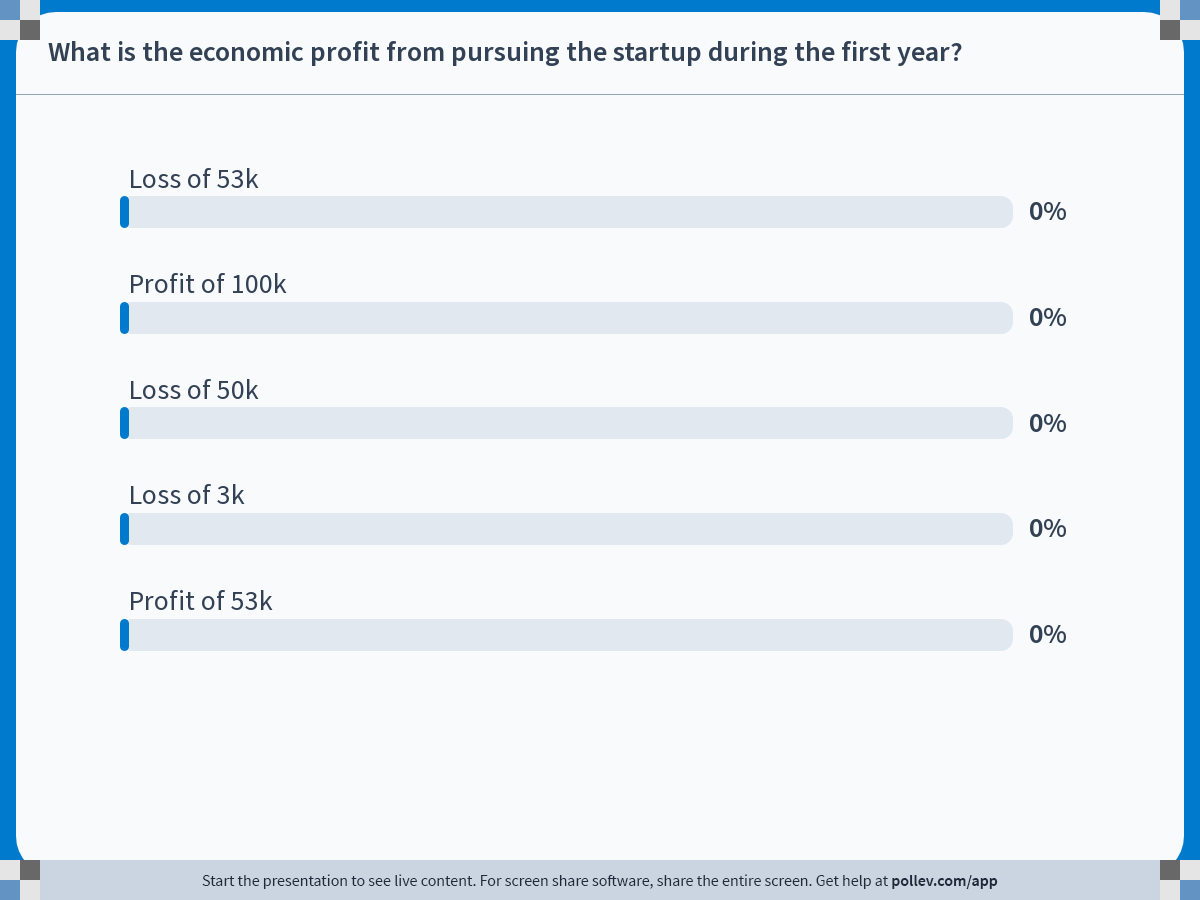 What is the economic profit from pursuing the startup during the first year?
Loss of 53k
0%
Profit of 100k
0%
Loss of 50k
0%
Loss of 3k
0%
Profit of 53k
0%
Start the presentation to see live content. For screen share software, share the entire screen. Get help at pollev.com/app